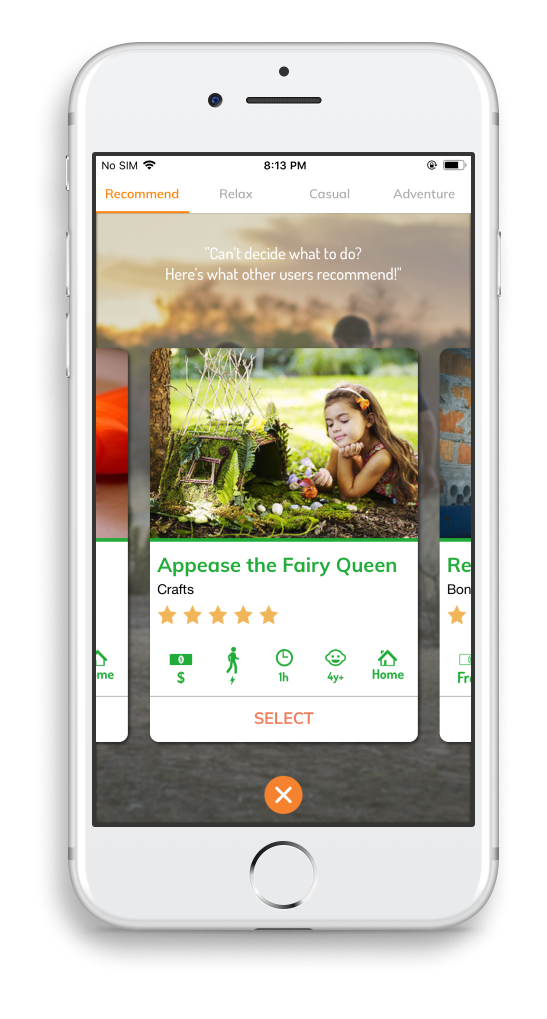 No SIM 8:13 PM
Recommend Relax Casual Adventure
"Can't decide what to do?
Here's what other users recommend!"
Appease the Fairy Queen
Crafts
$ 1h 4y+ Home
SELECT
me
Re
Bon
Fr